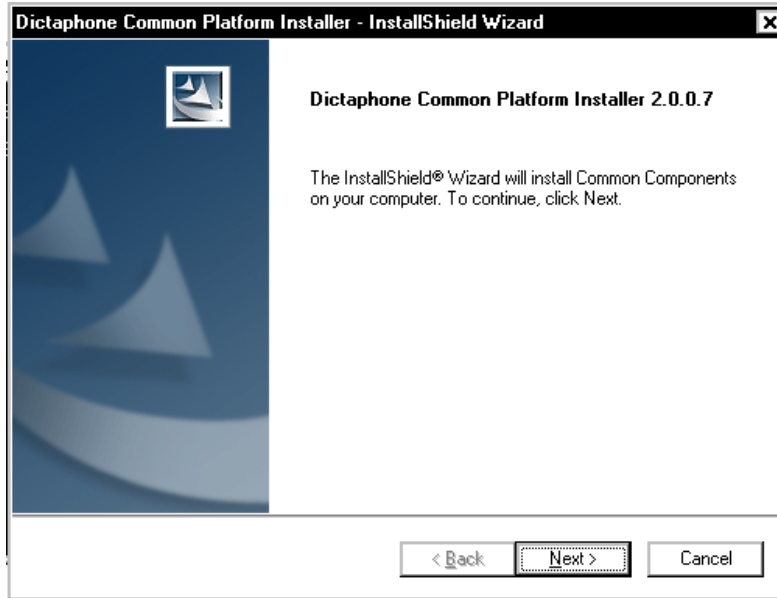 Dictaphone Common Platform Installer - InstallShield Wizard
Dictaphone Common Platform Installer 2.0.0.7
The InstallShield® Wizard will install Common Components
on your computer. To continue, click Next.
< Back
Next >
Cancel